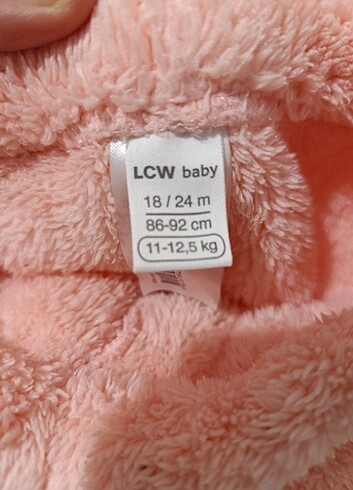 LCW baby
18 / 24 m
86-92 cm
11-12,5 kg